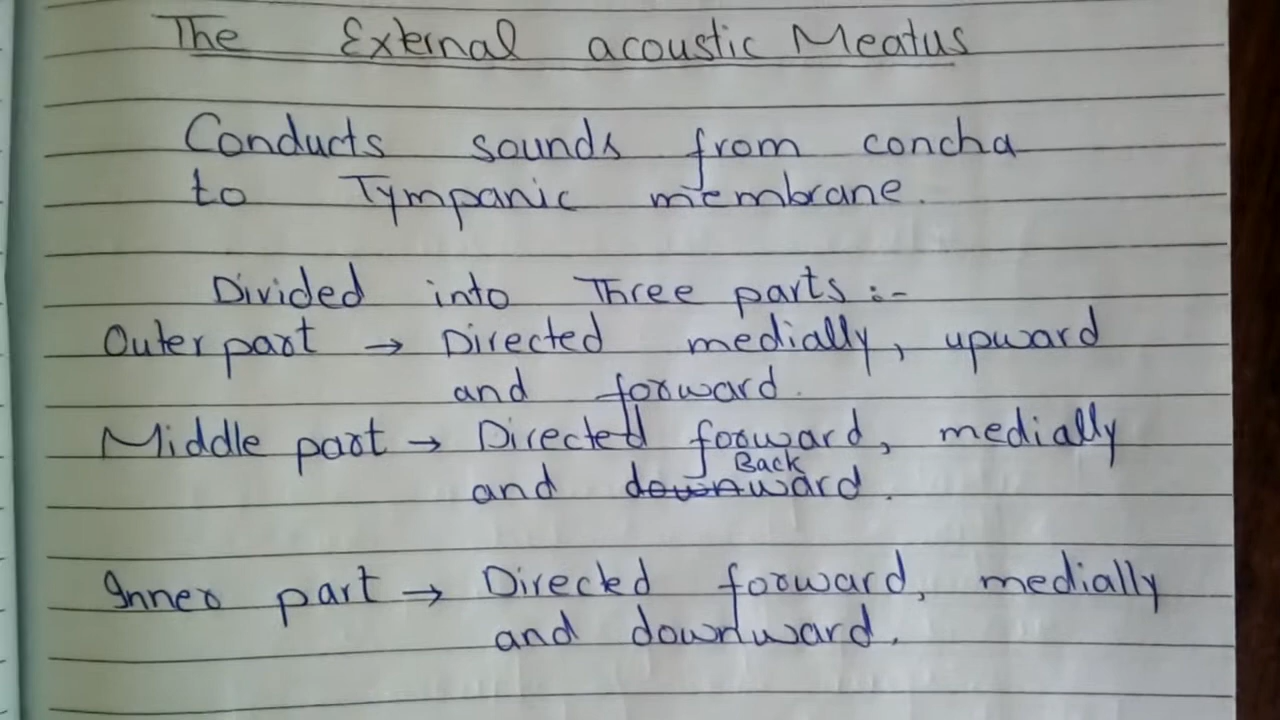 The External acoustic Meatus
Conducts sounds from concha
to Tympanic membrane.
Divided into Three parts :-
Outer part → Directed medially, upward
and forward.
Middle part → Directed forward, medially
Back
and downward.
Inner part → Directed forward, medially
and downward.